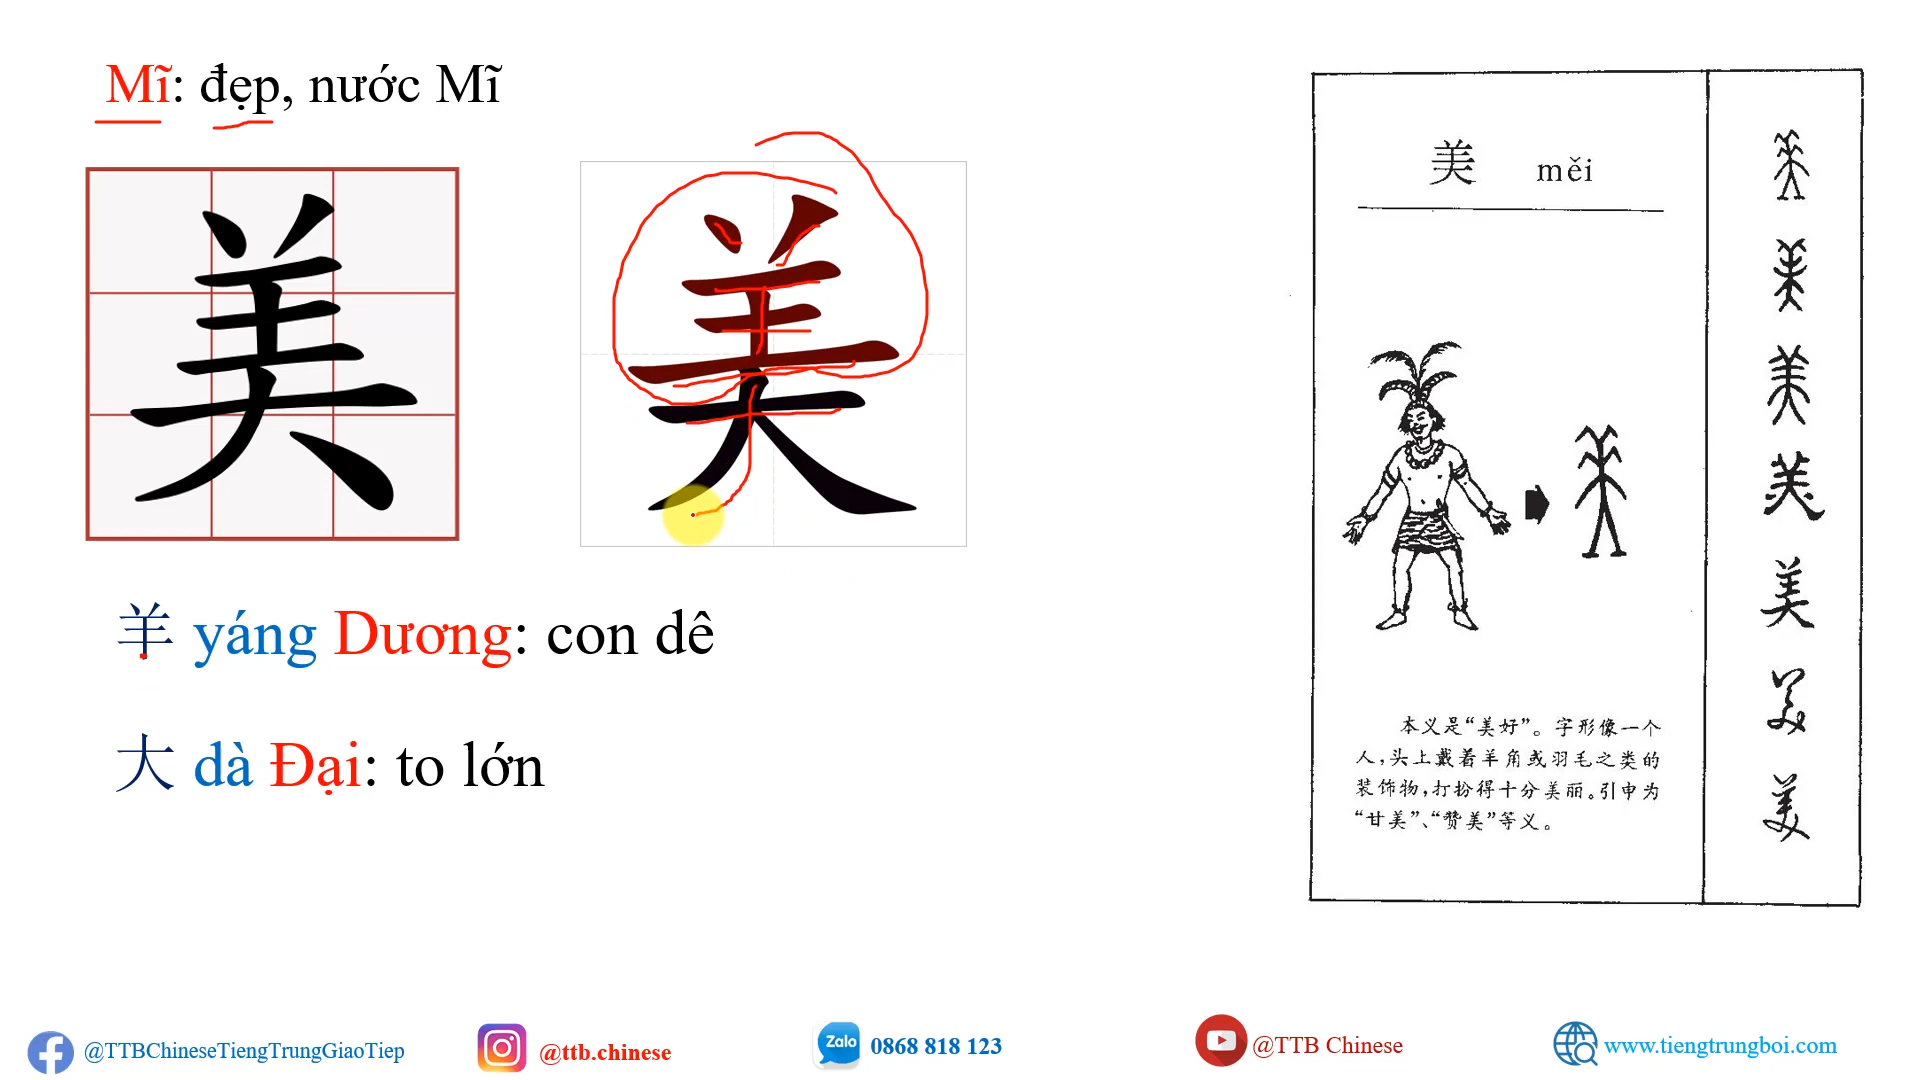 Mĩ: đẹp, nước Mĩ
美
美
羊 yáng Dương: con dê
大 dà Đại: to lớn
美 měi
本义是“美好”。字形像一个
人,头上戴着羊角或羽毛之类的
装饰物,打扮得十分美丽。引申为
“甘美”、“赞美”等义。
美
@TTBChineseTiengTrungGiaoTiep
@ttb.chinese
Zalo
0868 818 123
@TTB Chinese
www.tiengtrungboi.com